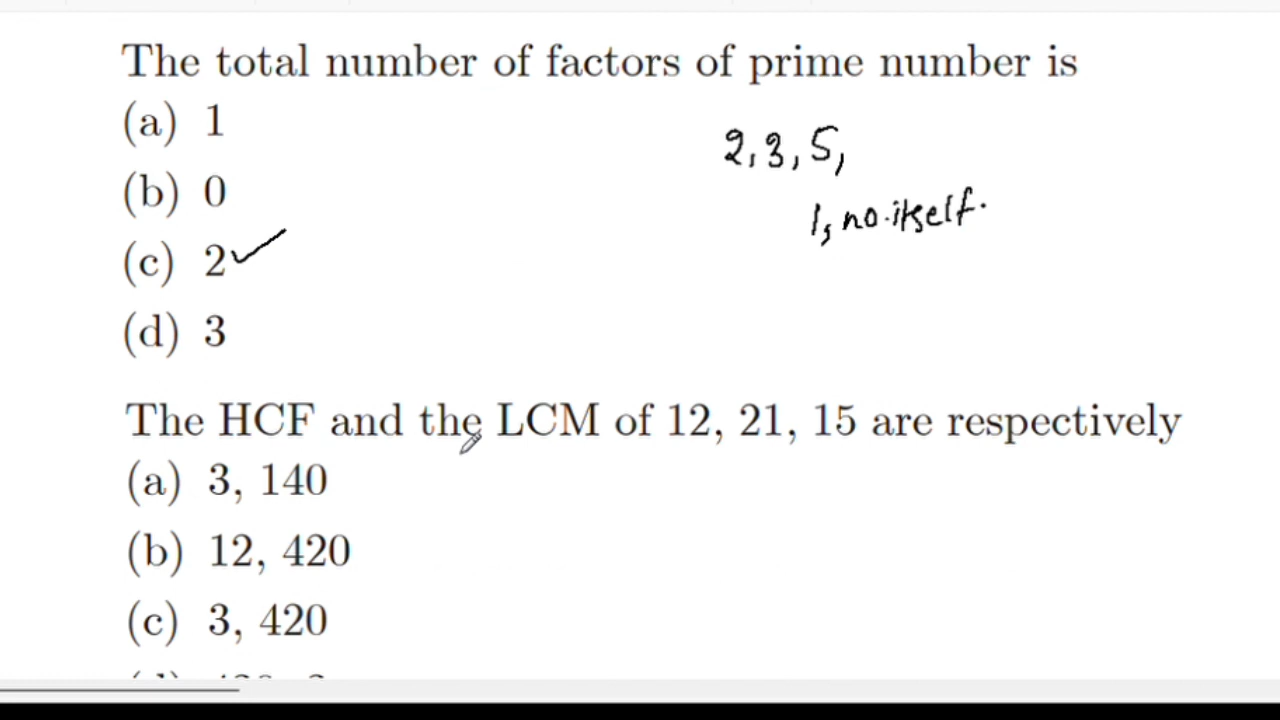 The total number of factors of prime number is
(a) 1
2, 3, 5,
(b) 0
1, no. itself.
(c) 2
(d) 3
The HCF and the LCM of 12, 21, 15 are respectively
(a) 3, 140
(b) 12, 420
(c) 3, 420